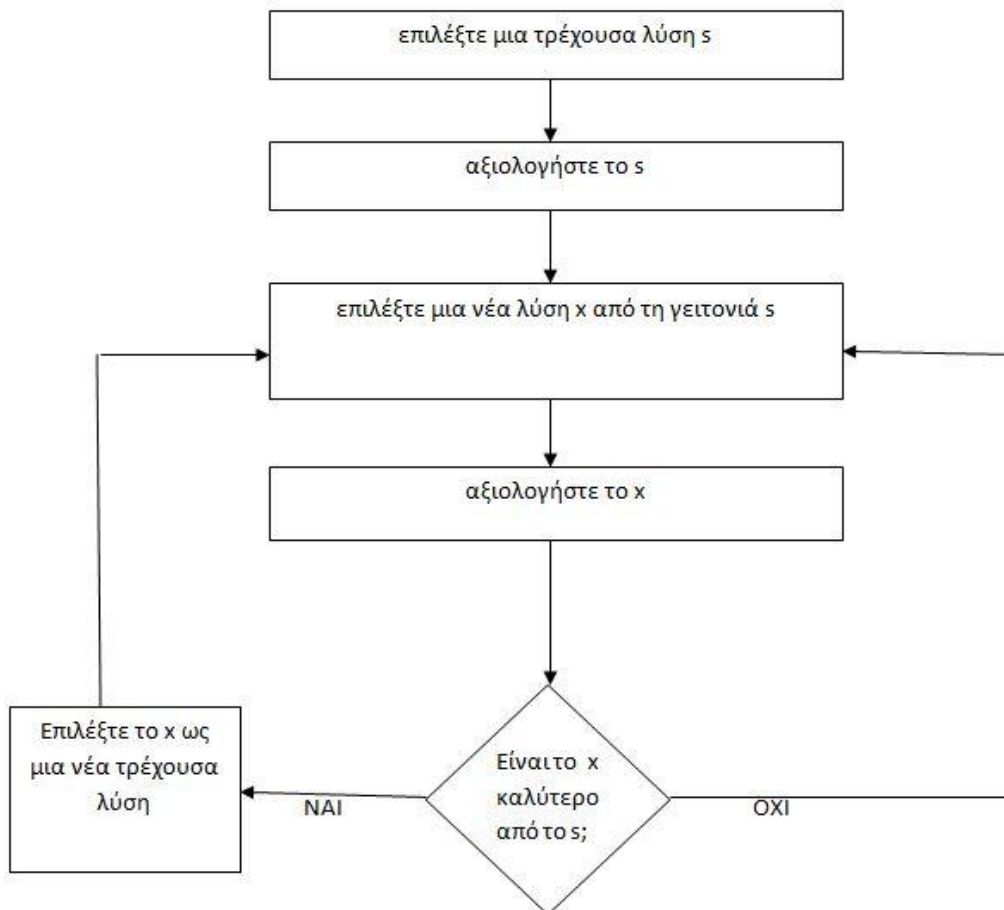 επιλέξτε μια τρέχουσα λύση s
αξιολογήστε το s
επιλέξτε μια νέα λύση x από τη γειτονιά s
αξιολογήστε το x
Είναι το x
καλύτερο
από το s;
ΝΑΙ
ΟΧΙ
Επιλέξτε το x ως
μια νέα τρέχουσα
λύση